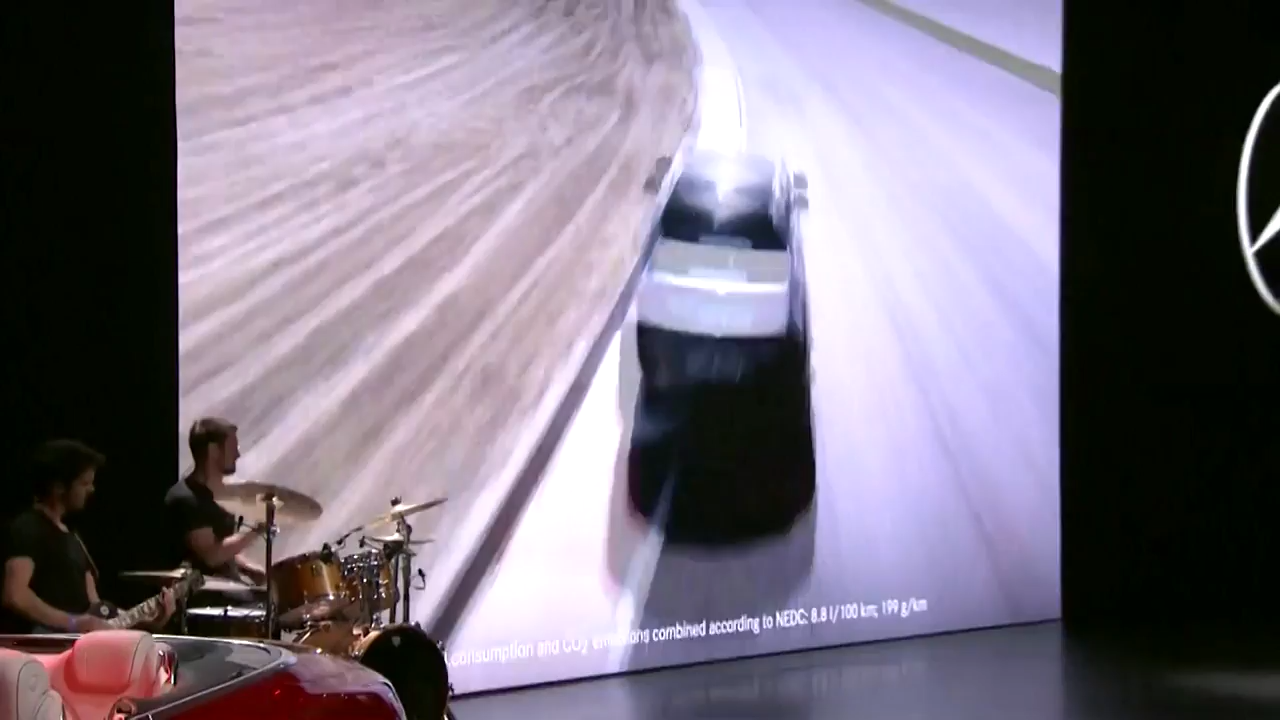 consumption and CO₂ emissions combined according to NEDC: 8.8 l/100 km; 199 g/km